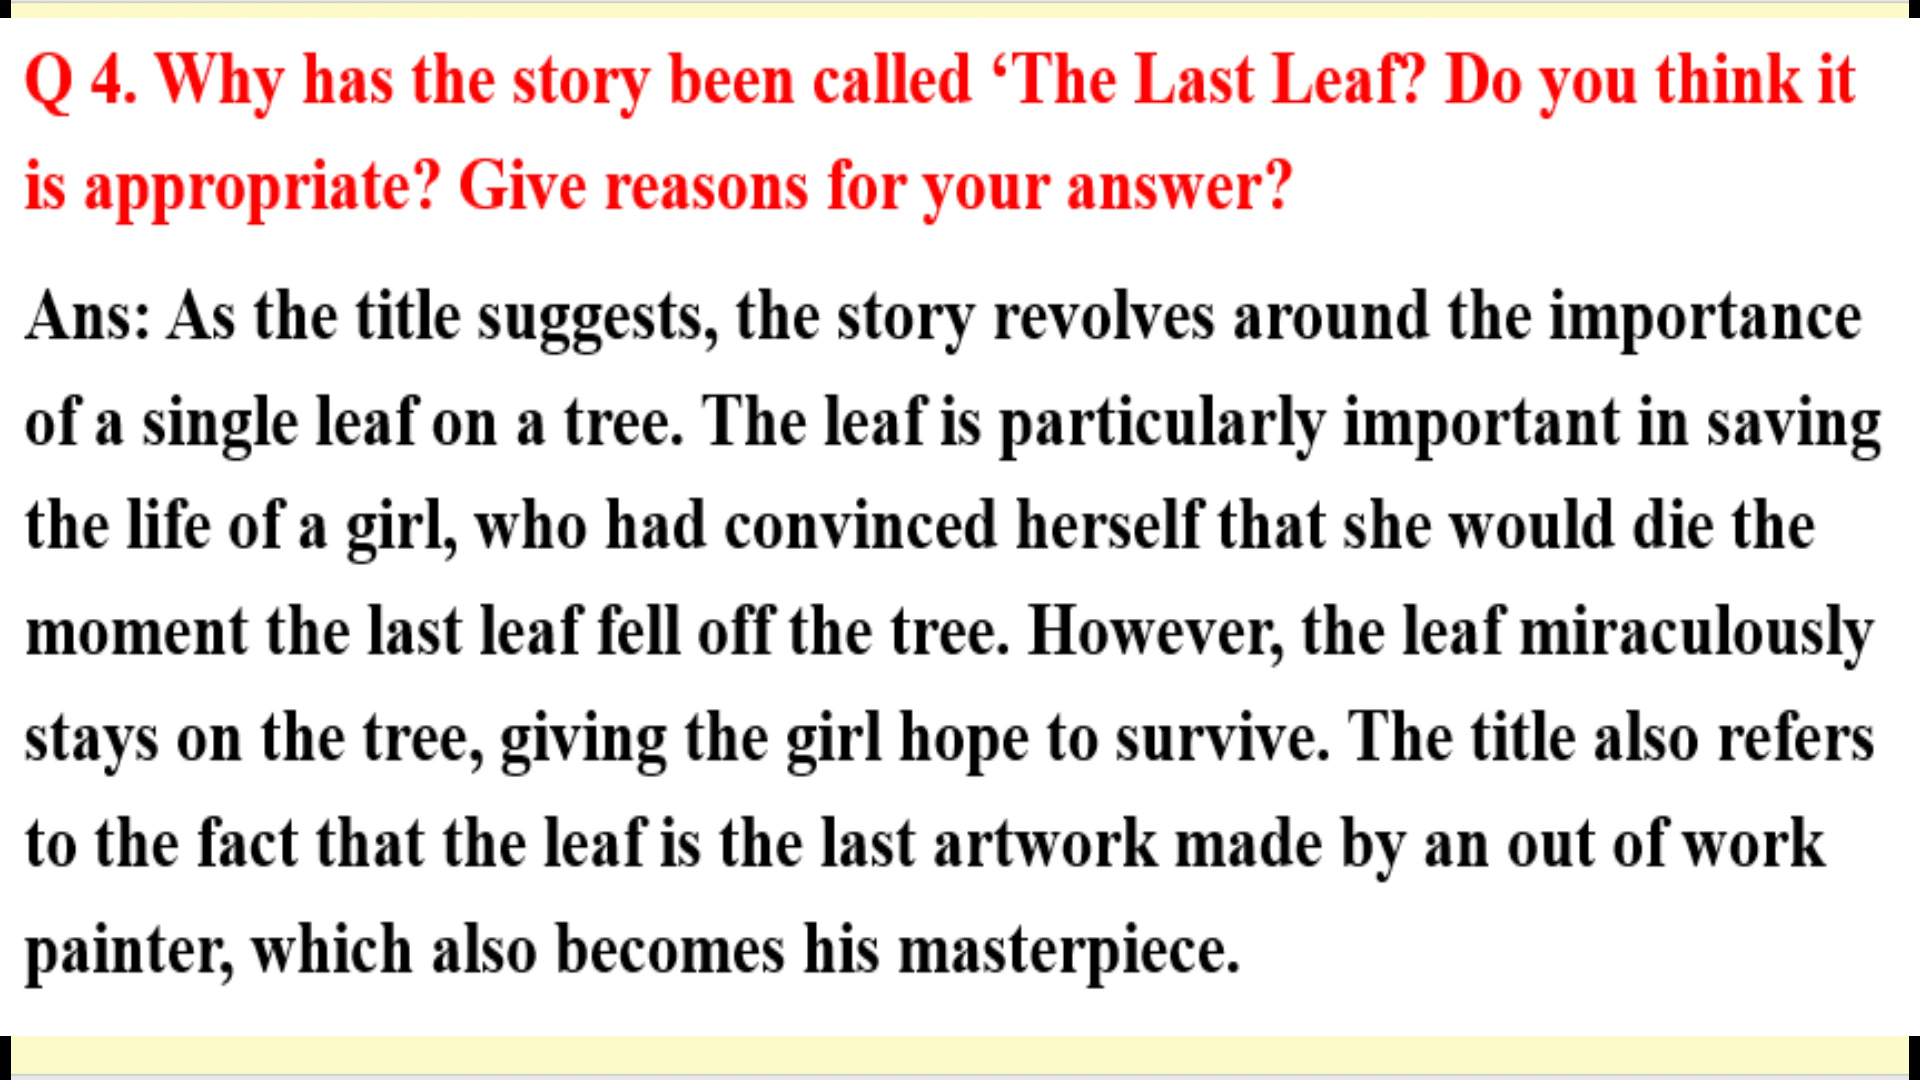 Q 4. Why has the story been called ‘The Last Leaf? Do you think it
is appropriate? Give reasons for your answer?
Ans: As the title suggests, the story revolves around the importance
of a single leaf on a tree. The leaf is particularly important in saving
the life of a girl, who had convinced herself that she would die the
moment the last leaf fell off the tree. However, the leaf miraculously
stays on the tree, giving the girl hope to survive. The title also refers
to the fact that the leaf is the last artwork made by an out of work
painter, which also becomes his masterpiece.